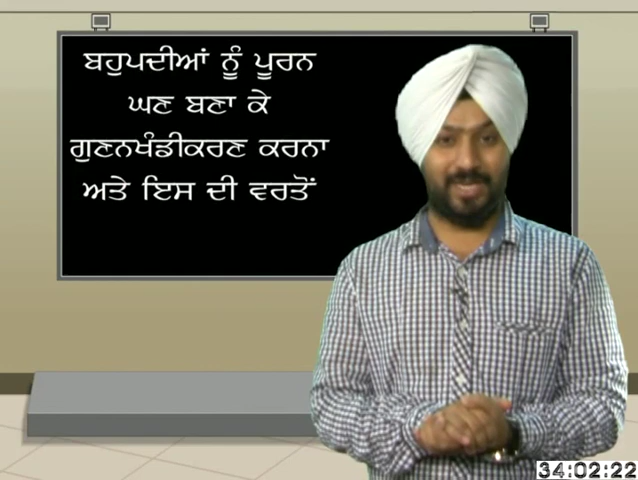 ਬਹੁਪਦੀਆਂ ਨੂੰ ਪੂਰਨ
ਘਣ ਬਣਾ ਕੇ
ਗੁਣਨਖੰਡੀਕਰਣ ਕਰਨਾ
ਅਤੇ ਇਸ ਦੀ ਵਰਤੋਂ
34:02:22